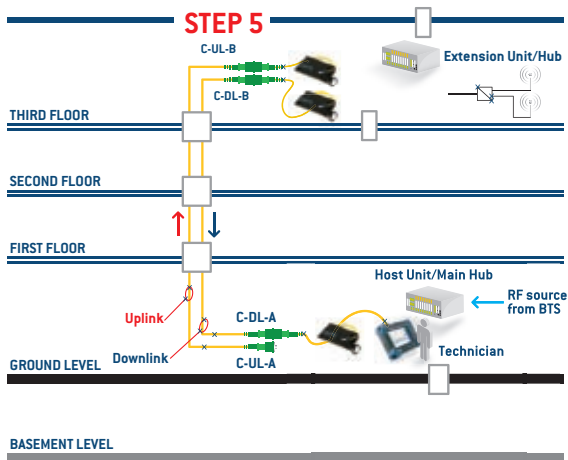 STEP 5
C-UL-B
Extension Unit/Hub
C-DL-B
THIRD FLOOR
SECOND FLOOR
FIRST FLOOR
Host Unit/Main Hub
RF source
from BTS
Uplink
C-DL-A
Downlink
Technician
C-UL-A
GROUND LEVEL
BASEMENT LEVEL